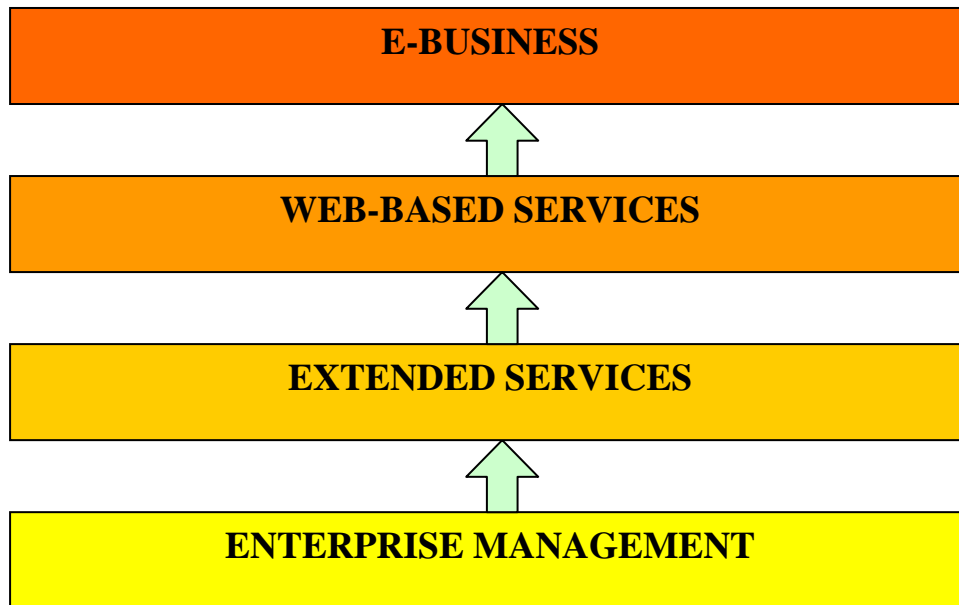 E-BUSINESS
WEB-BASED SERVICES
EXTENDED SERVICES
ENTERPRISE MANAGEMENT